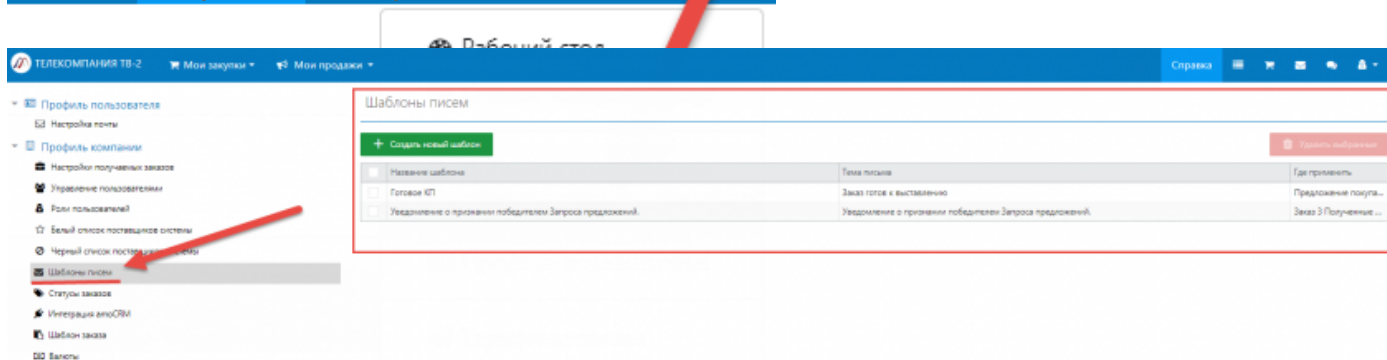 Рабочий стол
ТЕЛЕКОМПАНИЯ ТВ-2 Мои закупки Мои продажи Справка
Профиль пользователя
Настройка почты
Профиль компании
Настройки получаемых заказов
Управление пользователями
Роли пользователей
Белый список поставщиков системы
Черный список поставщиков системы
Шаблоны писем
Статусы заказов
Интеграция amoCRM
Шаблон заказа
Валюты
Шаблоны писем
Создать новый шаблон Удалить выбранные
Название шаблона Тема письма Где применить
Готовое КП Заказ готов к выставлению Предложение покупа...
Уведомление о признании победителем Запроса предложений. Уведомление о признании победителем Запроса предложений. Заказ 3 Полученные ...